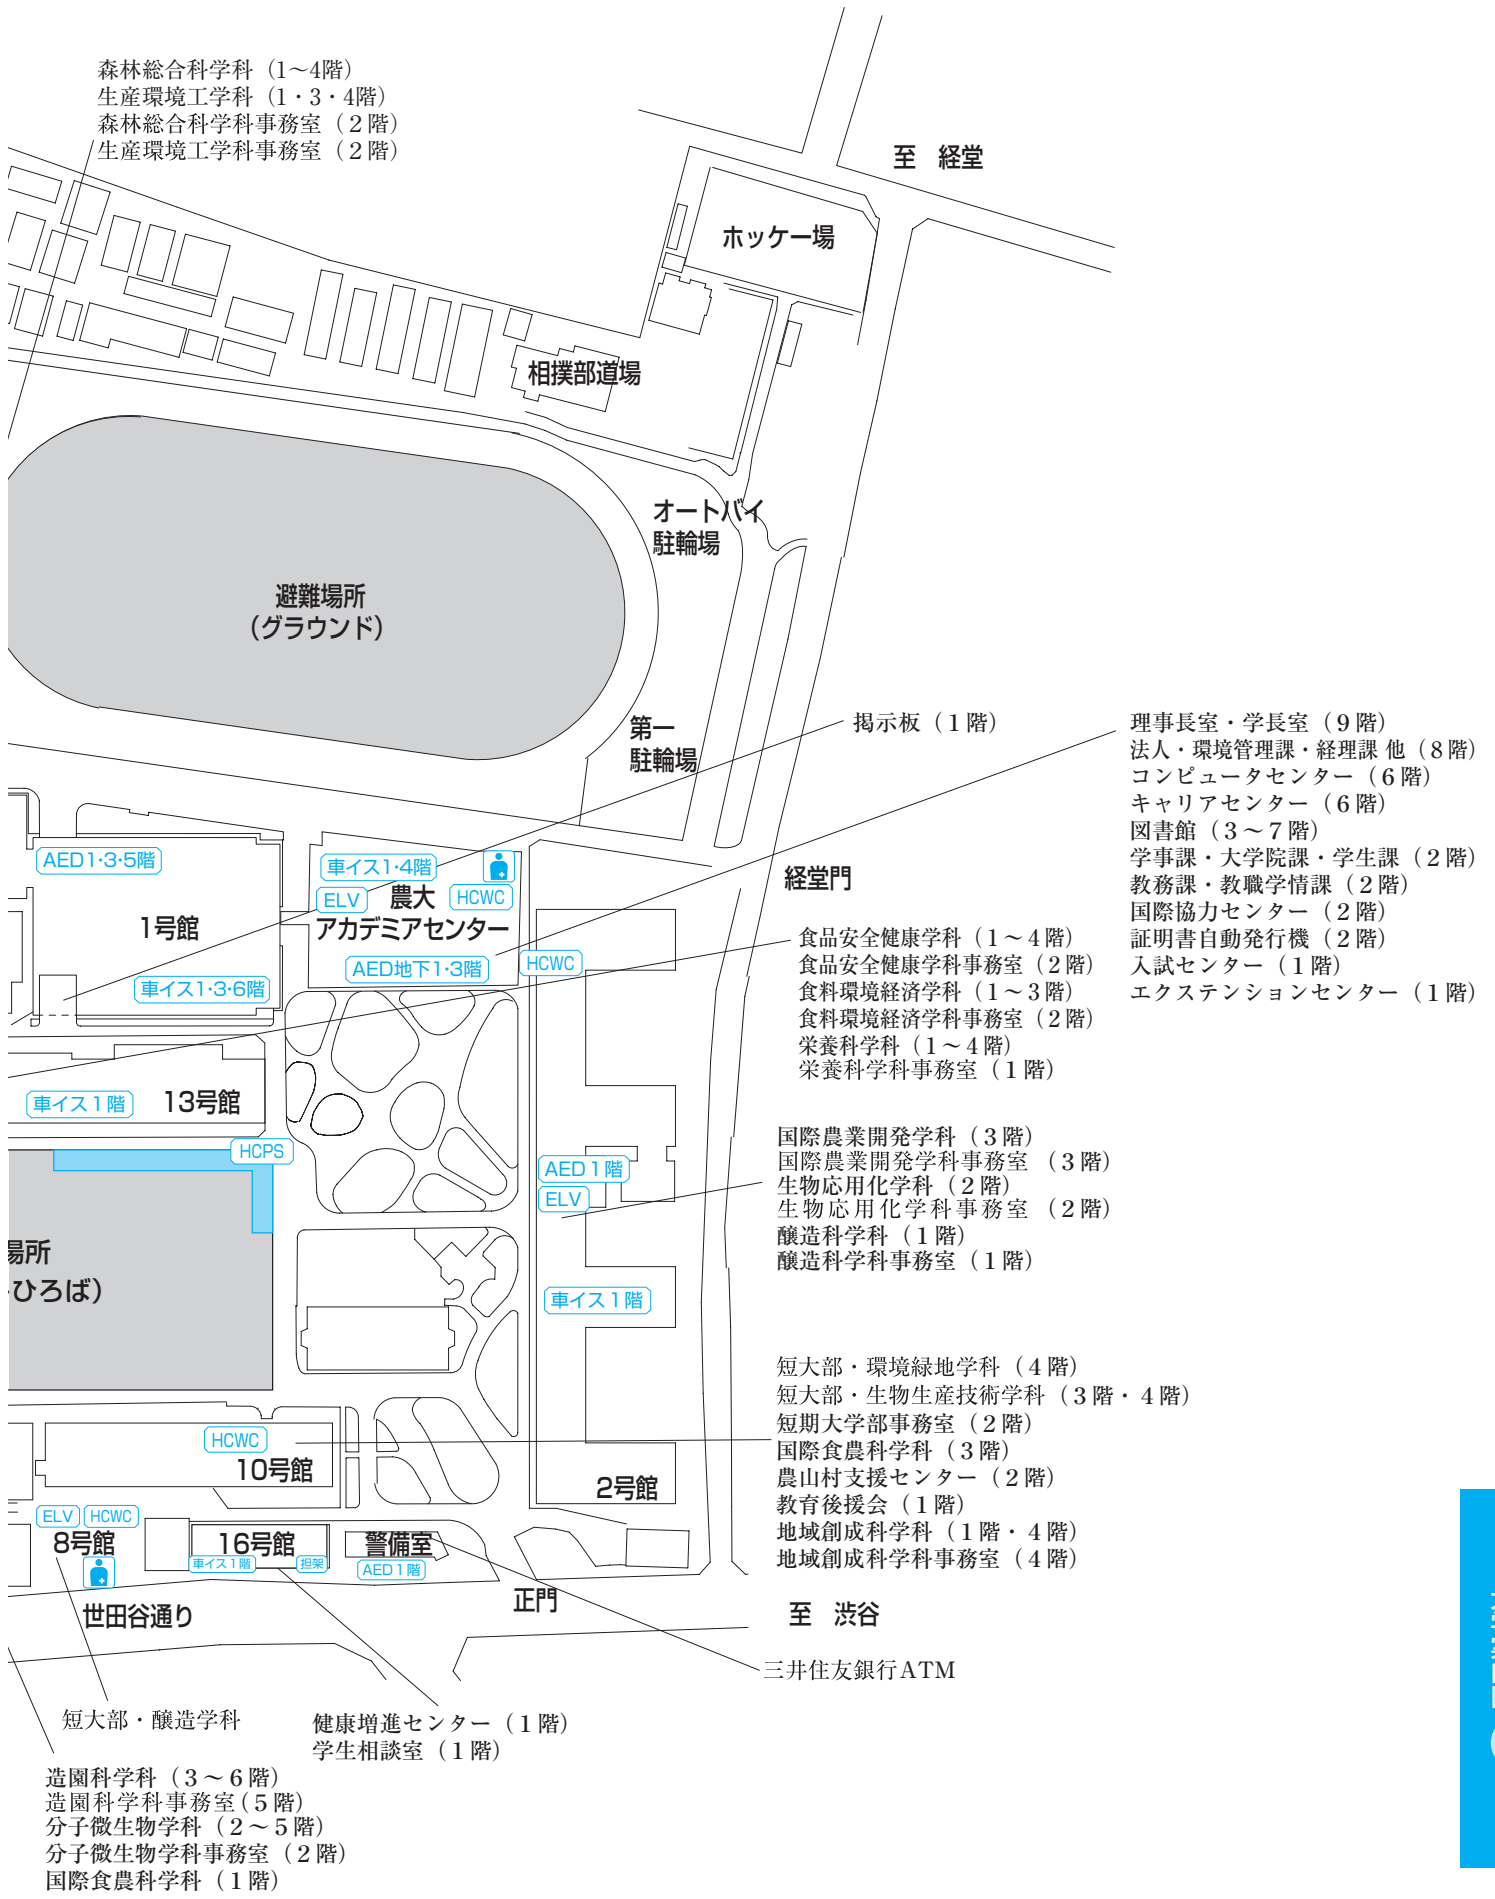 森林総合科学科（1～4階）
生産環境工学科（1・3・4階）
森林総合科学科事務室（２階）
生産環境工学科事務室（２階）
至　経堂
ホッケー場
相撲部道場
オートバイ
駐輪場
避難場所
（グラウンド）
第一
駐輪場
掲示板（１階）
理事長室・学長室（９階）
法人・環境管理課・経理課 他（８階）
コンピュータセンター（６階）
キャリアセンター（６階）
図書館（３～７階）
学事課・大学院課・学生課（２階）
教務課・教職学情課（２階）
国際協力センター（２階）
証明書自動発行機（２階）
入試センター（１階）
エクステンションセンター（１階）
AED1･3･5階
1号館
車イス1･3･6階
車イス1･4階
ELV
農大
HCWC
アカデミアセンター
AED地下1･3階
HCWC
経堂門
食品安全健康学科（１～４階）
食品安全健康学科事務室（２階）
食料環境経済学科（１～３階）
食料環境経済学科事務室（２階）
栄養科学科（１～４階）
栄養科学科事務室（１階）
車イス１階
13号館
HCPS
場所
ひろば）
AED１階
ELV
車イス１階
国際農業開発学科（３階）
国際農業開発学科事務室（３階）
生物応用化学科（２階）
生物応用化学科事務室（２階）
醸造科学科（１階）
醸造科学科事務室（１階）
短大部・環境緑地学科（４階）
短大部・生物生産技術学科（３階・４階）
短期大学部事務室（２階）
国際食農科学科（３階）
農山村支援センター（２階）
教育後援会（１階）
地域創成科学科（１階・４階）
地域創成科学科事務室（４階）
HCWC
10号館
2号館
ELV
HCWC
8号館
16号館
車イス１階
担架
警備室
AED１階
世田谷通り
正門
至　渋谷
三井住友銀行ATM
短大部・醸造学科
健康増進センター（１階）
学生相談室（１階）
造園科学科（３～６階）
造園科学科事務室（５階）
分子微生物学科（２～５階）
分子微生物学科事務室（２階）
国際食農科学科（１階）